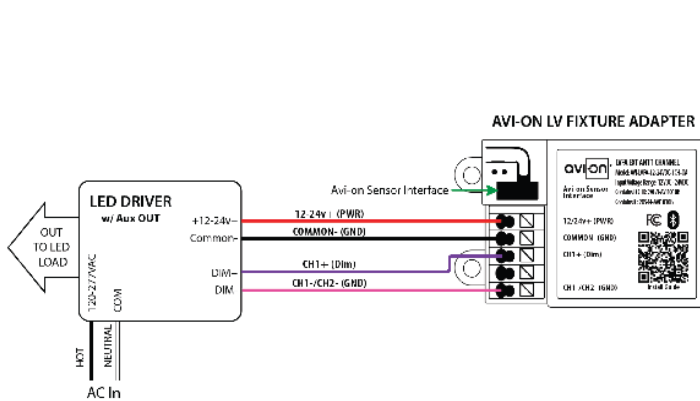 AVI-ON LV FIXTURE ADAPTER
Avi-on Sensor Interface
LED DRIVER
w/ Aux OUT
+12-24v
Common-
DIM
120-277VAC
COM
OUT
TO LED
LOAD
HOT
NEUTRAL
AC In
12-24v+ (PWR)
COMMON- (GND)
CH1+ (Dim)
CH1-/CH2- (GND)
avi-on
Avi-on Sensor
Interface
12/24v+ (PWR)
COMMON (GND)
CH1+ (Dim)
CH1 /CH2 (GND)
FC
Install Guide